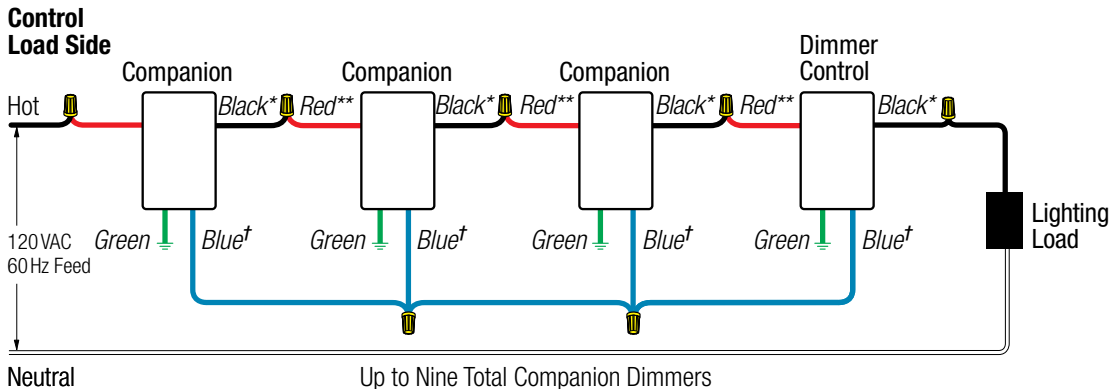 Control
Load Side
Dimmer
Control
Companion
Companion
Companion
Hot
Black*
Red**
Black*
Red**
Black*
Red**
Black*
Lighting
Load
120 VAC
60 Hz Feed
Green
Blue†
Green
Blue†
Green
Blue†
Green
Blue†
Neutral
Up to Nine Total Companion Dimmers